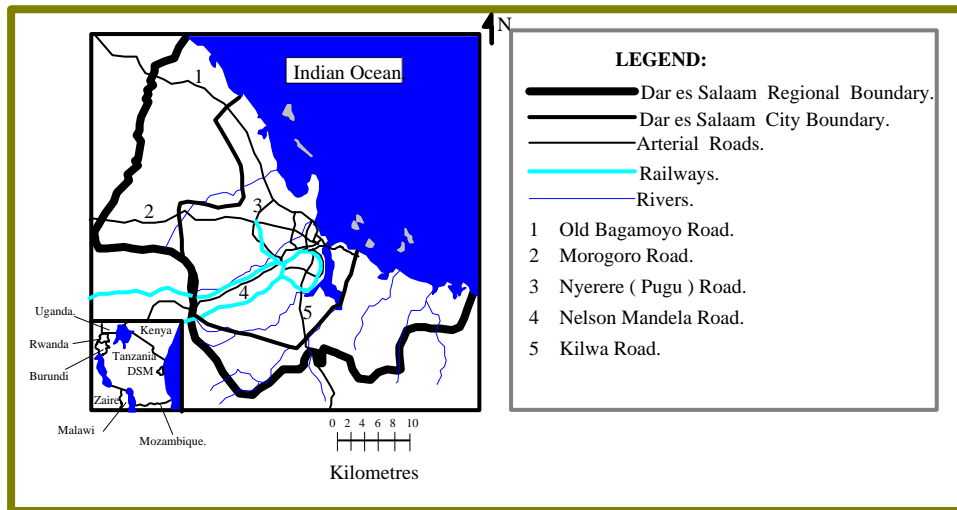 N
Indian Ocean
1
2
3
4
5
Uganda.
Kenya
Rwanda
Tanzania
DSM
Burundi
Zaire
Malawi
Mozambique.
0 2 4 6 8 10
Kilometres
LEGEND:
Dar es Salaam Regional Boundary.
Dar es Salaam City Boundary.
Arterial Roads.
Railways.
Rivers.
1 Old Bagamoyo Road.
2 Morogoro Road.
3 Nyerere ( Pugu ) Road.
4 Nelson Mandela Road.
5 Kilwa Road.